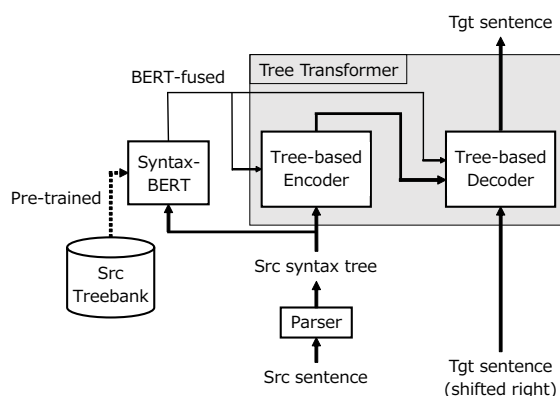 Tgt sentence
BERT-fused
Tree Transformer
Syntax-
BERT
Tree-based
Encoder
Tree-based
Decoder
Pre-trained
Src
Treebank
Src syntax tree
Parser
Src sentence
Tgt sentence
(shifted right)